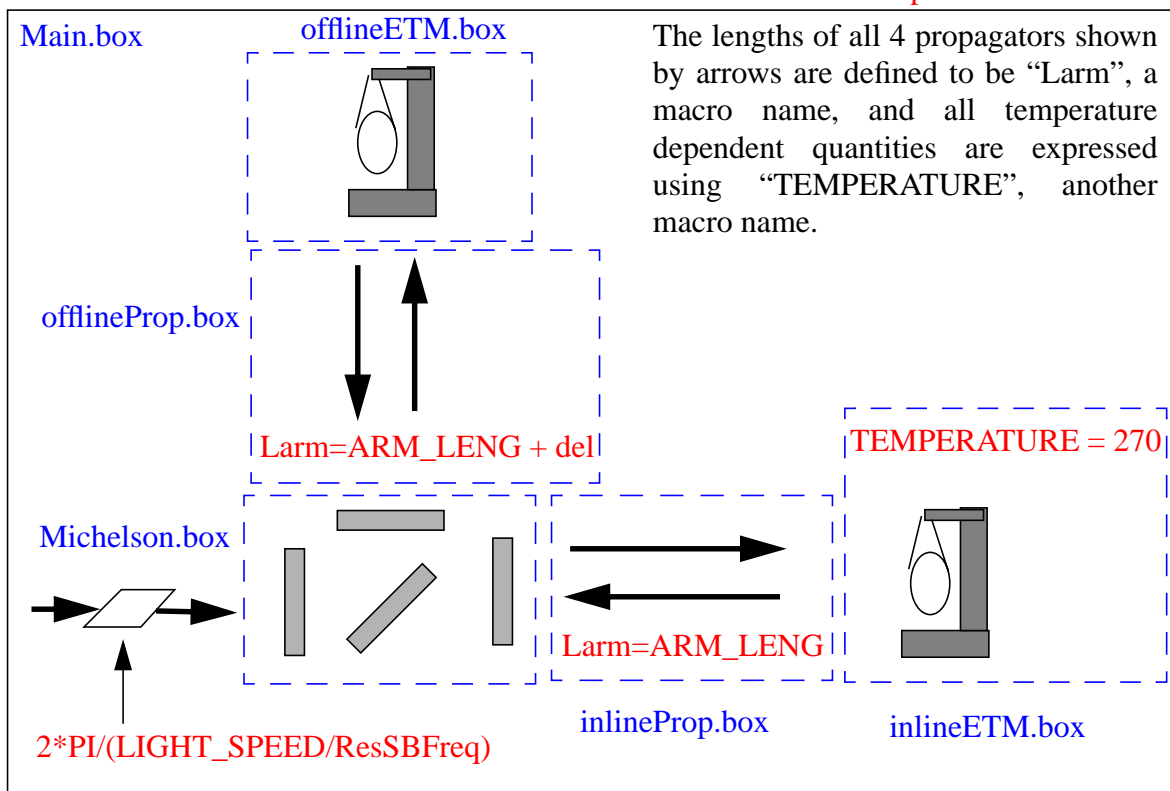 Main.box
offlineETM.box
The lengths of all 4 propagators shown
by arrows are defined to be “Larm”, a
macro name, and all temperature
dependent quantities are expressed
using “TEMPERATURE”, another
macro name.
offlineProp.box
Larm=ARM_LENG + del
TEMPERATURE = 270
Michelson.box
Larm=ARM_LENG
inlineProp.box
inlineETM.box
2*PI/(LIGHT_SPEED/ResSBFreq)